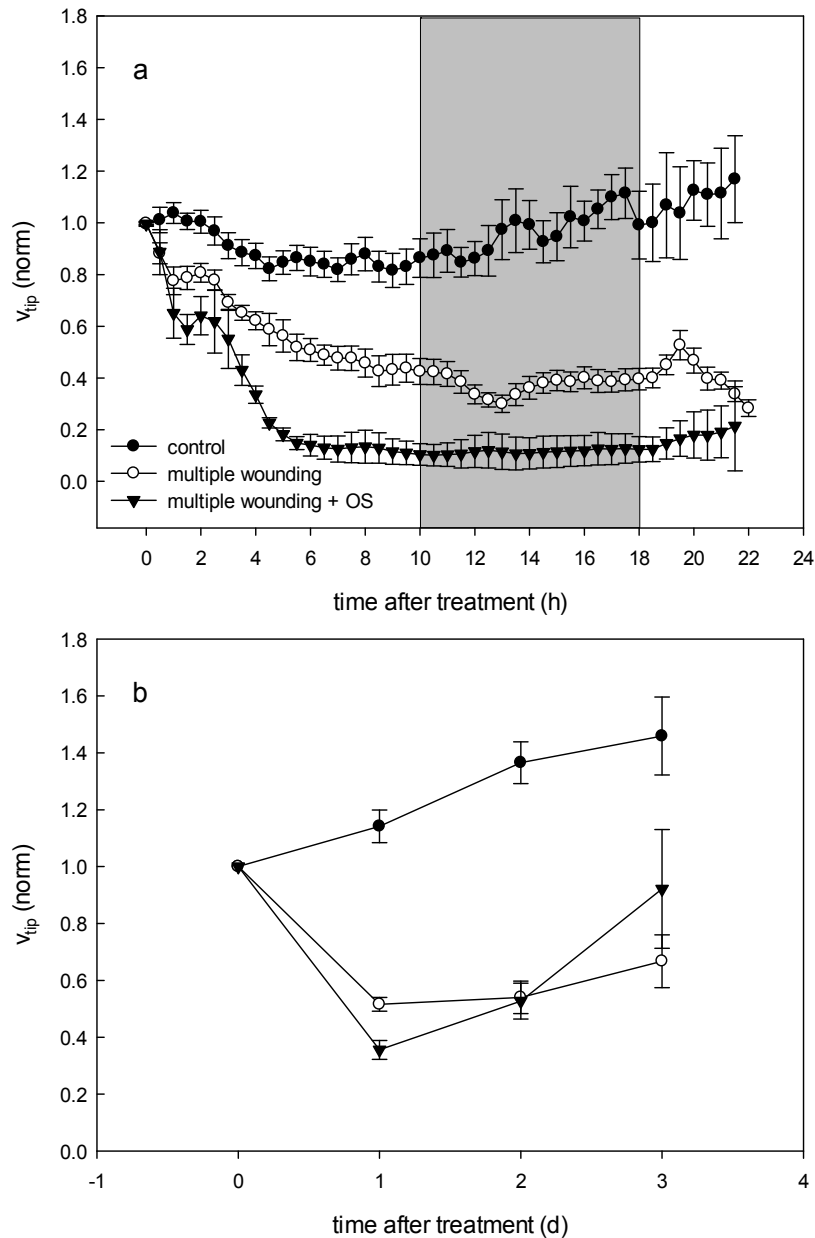 a
1.8
1.6
1.4
1.2
1.0
0.8
0.6
0.4
0.2
0.0
v_tip (norm)
control
multiple wounding
multiple wounding + OS
0 2 4 6 8 10 12 14 16 18 20 22 24
time after treatment (h)
b
1.8
1.6
1.4
1.2
1.0
0.8
0.6
0.4
0.2
0.0
v_tip (norm)
-1 0 1 2 3 4
time after treatment (d)